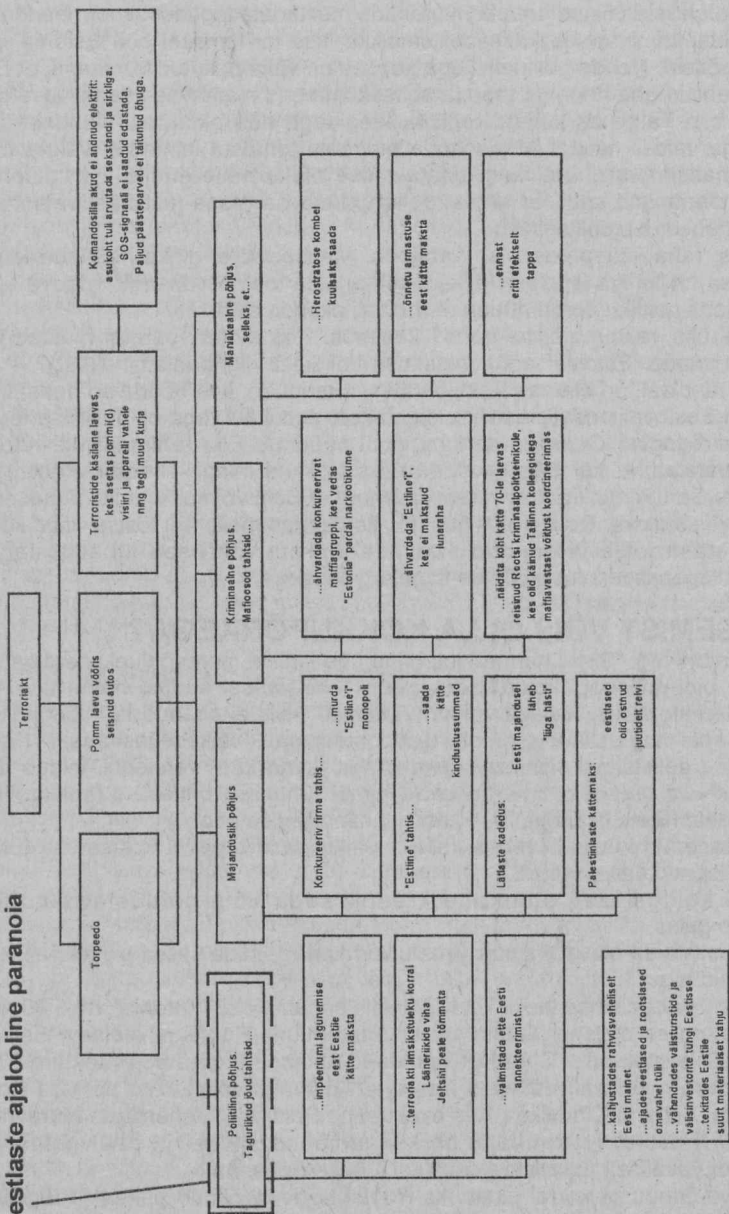 estlaste ajalooline paranoia
Terroriakt
Torpeedo
Pomm laeva vööris
seisnud autos
Terroristide käsilane laevas,
kes asetas pommi(d)
visiiri ja aparelli vahele
ning tegi muud kurja
Komandosilla akud ei andnud elektrit:
asukoht tuli arvutada sekstandi ja sirkliga.
SOS-signaali ei saadud edastada.
Paljud päästeparved ei täitunud õhuga.
Poliitiline põhjus.
Tagurlikud jõud tahtsid...
Majanduslik põhjus
Kriminaalne põhjus.
Mafioosod tahtsid...
Maniakaalne põhjus,
selleks, et...
...impeeriumi lagunemise
eest Eestile
kätte maksta
...terroriakti ilmsikstuleku korral
Lääneriikide viha
Jeltsini peale tõmmata
...valmistada ette Eesti
annekteerimist...
...kahjustades rahvusvaheliselt
Eesti mainet
...ajades eestlased ja rootslased
omavahel tülli
...vähendades välisturistide ja
välisinvestorite tungi Eestisse
...tekitades Eestile
suurt materiaalset kahju
Konkureeriv firma tahtis...
...murda
"Estline'i"
monopoli
"Estline" tahtis...
...saada
kätte
kindlustussummad
Lätlaste kadedus:
Eesti majandusel
läheb
"liiga hästi"
Palestiinlaste kättemaks:
eestlased
olid ostnud
juutidelt relvi
...ähvardada konkureerivat
maffiagruppi, kes vedas
"Estonia" pardal narkootikume
...ähvardada "Estline'i",
kes ei maksnud
lunaraha
...näidata koht kätte 70-le laevas
reisinud Rootsi kriminaalpolitseinikule,
kes olid käinud Tallinna kolleegidega
maffiavastast võitlust koordineerimas
...Herostratose kombel
kuulsaks saada
...õnnetu armastuse
eest kätte maksta
...ennast
eriti efektselt
tappa